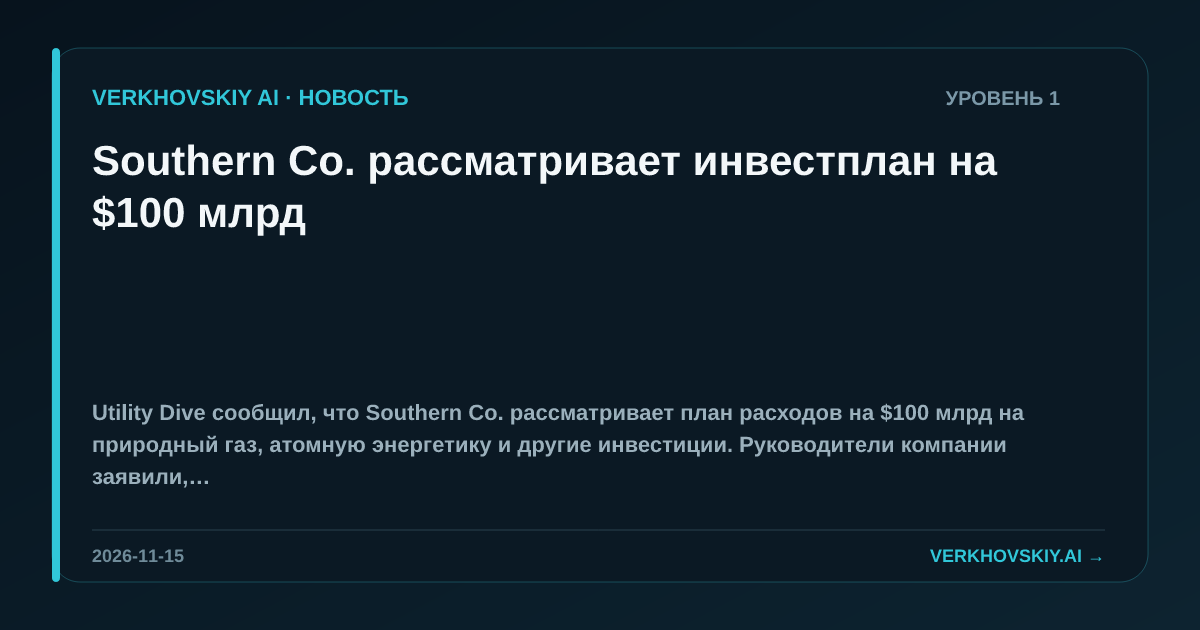 VERKHOVSKIY AI · НОВОСТЬ
УРОВЕНЬ 1
Southern Co. рассматривает инвестплан на
$100 млрд
Utility Dive сообщил, что Southern Co. рассматривает план расходов на $100 млрд на
природный газ, атомную энергетику и другие инвестиции. Руководители компании
заявили,…
2026-11-15
VERKHOVSKIY.AI →